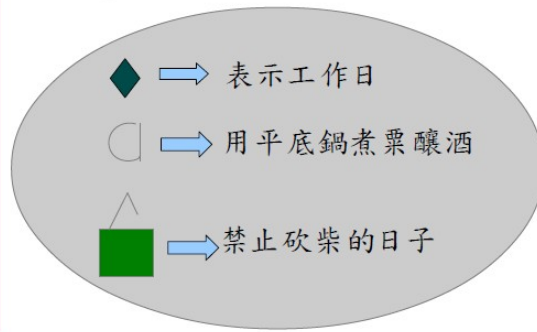 表示工作日
用平底鍋煮粟釀酒
禁止砍柴的日子